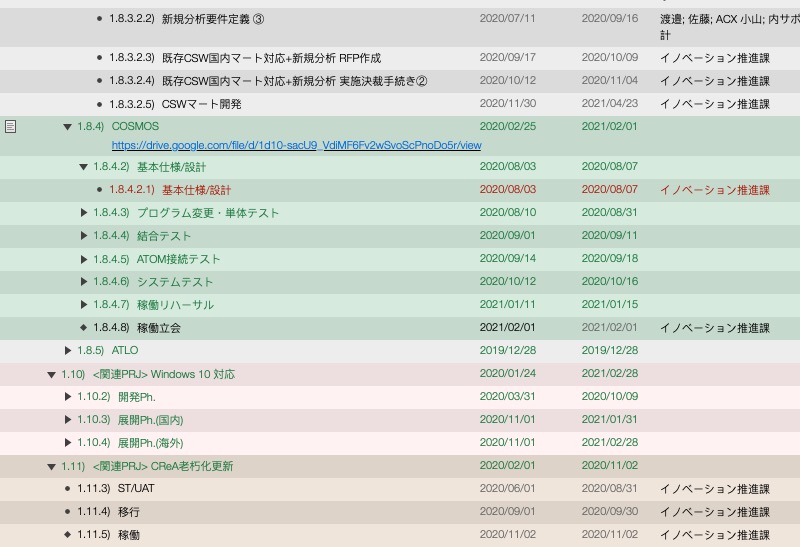 1.8.3.2.2) 新規分析要件定義 ③ 2020/07/11 2020/09/16 渡邉; 佐藤; ACX 小山; 内サポ
計
1.8.3.2.3) 既存CSW国内マート対応+新規分析 RFP作成 2020/09/17 2020/10/09 イノベーション推進課
1.8.3.2.4) 既存CSW国内マート対応+新規分析 実施決裁手続き② 2020/10/12 2020/11/04 イノベーション推進課
1.8.3.2.5) CSWマート開発 2020/11/30 2021/04/23 イノベーション推進課
1.8.4) COSMOS 2020/02/25 2021/02/01
https://drive.google.com/file/d/1d10-sacU9_VdiMF6Fv2wSvoScPnoDo5r/view
1.8.4.2) 基本仕様/設計 2020/08/03 2020/08/07
1.8.4.2.1) 基本仕様/設計 2020/08/03 2020/08/07 イノベーション推進課
1.8.4.3) プログラム変更・単体テスト 2020/08/10 2020/08/31
1.8.4.4) 結合テスト 2020/09/01 2020/09/11
1.8.4.5) ATOM接続テスト 2020/09/14 2020/09/18
1.8.4.6) システムテスト 2020/10/12 2020/10/16
1.8.4.7) 稼働リハーサル 2021/01/11 2021/01/15
1.8.4.8) 稼働立会 2021/02/01 2021/02/01 イノベーション推進課
1.8.5) ATLO 2019/12/28 2019/12/28
1.10) <関連PRJ> Windows 10 対応 2020/01/24 2021/02/28
1.10.2) 開発Ph. 2020/03/31 2020/10/09
1.10.3) 展開Ph.(国内) 2020/11/01 2021/01/31
1.10.4) 展開Ph.(海外) 2020/11/01 2021/02/28
1.11) <関連PRJ> CReA老朽化更新 2020/02/01 2020/11/02
1.11.3) ST/UAT 2020/06/01 2020/08/31 イノベーション推進課
1.11.4) 移行 2020/09/01 2020/09/30 イノベーション推進課
1.11.5) 稼働 2020/11/02 2020/11/02 イノベーション推進課